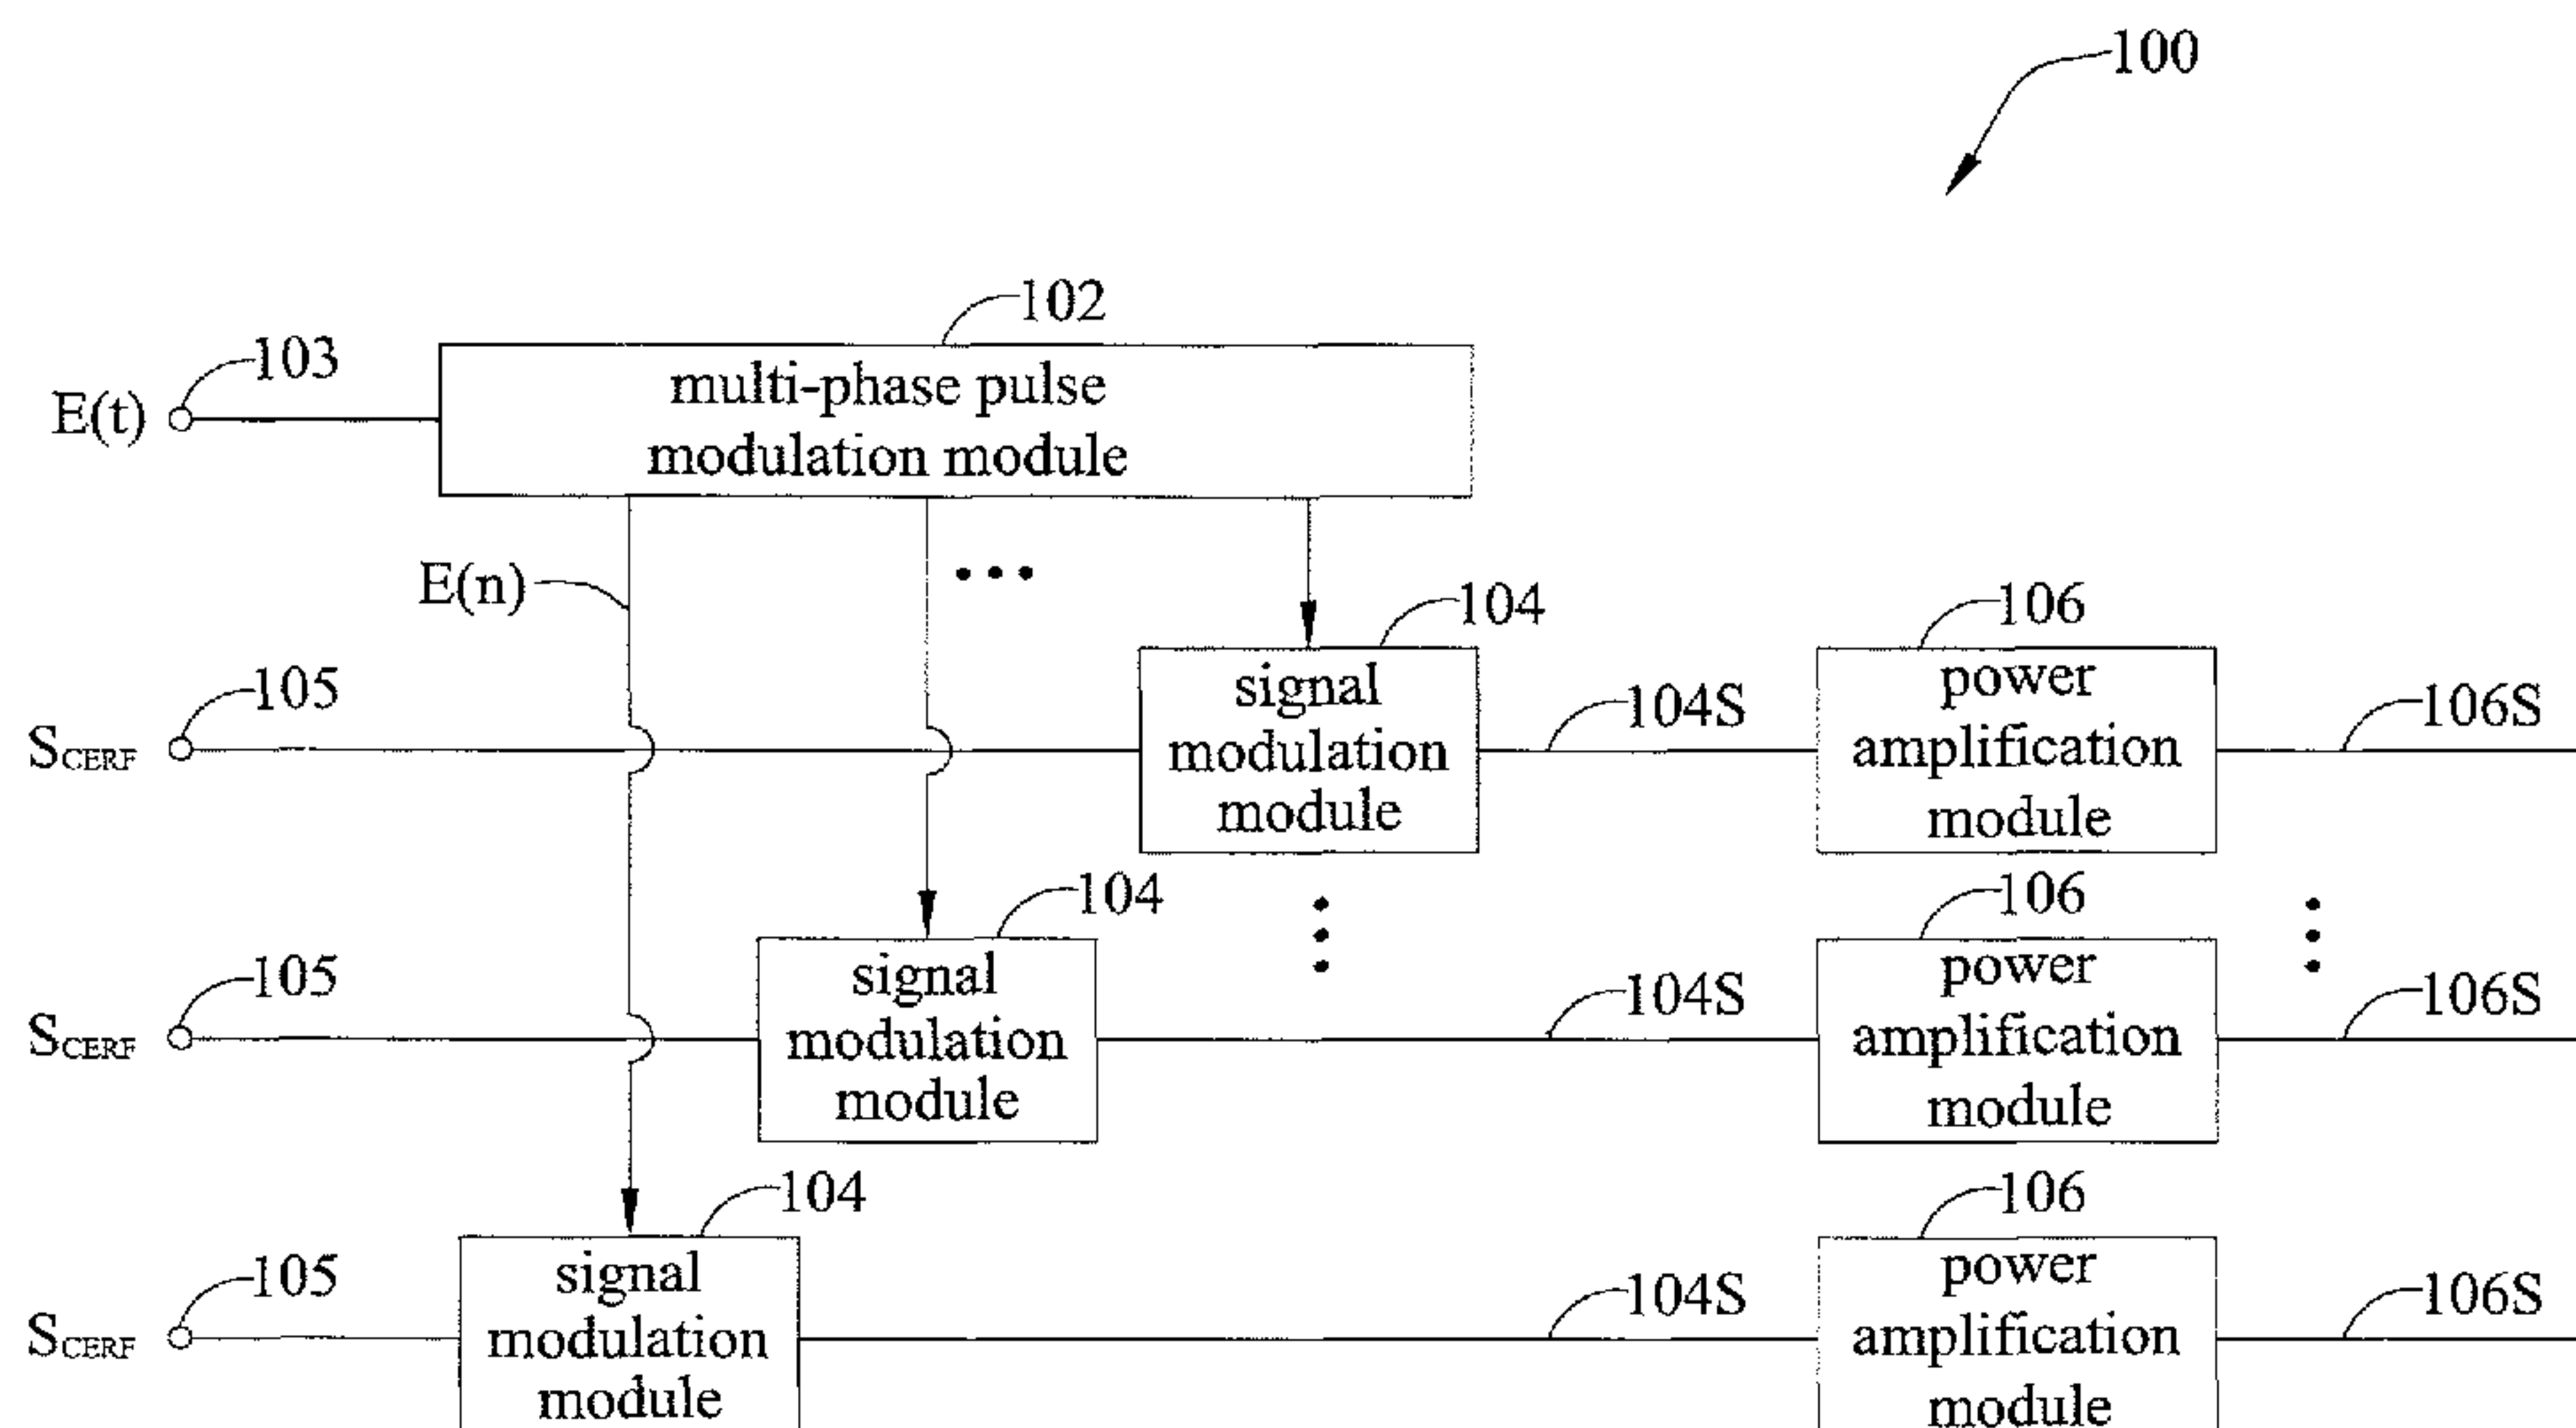 100
102
103
E(t)
multi-phase pulse
modulation module
E(n)
104
106
105
signal
modulation
module
104S
power
amplification
module
106S
SCERF
104
106
105
signal
modulation
module
104S
power
amplification
module
106S
SCERF
104
106
105
signal
modulation
module
104S
power
amplification
module
106S
SCERF